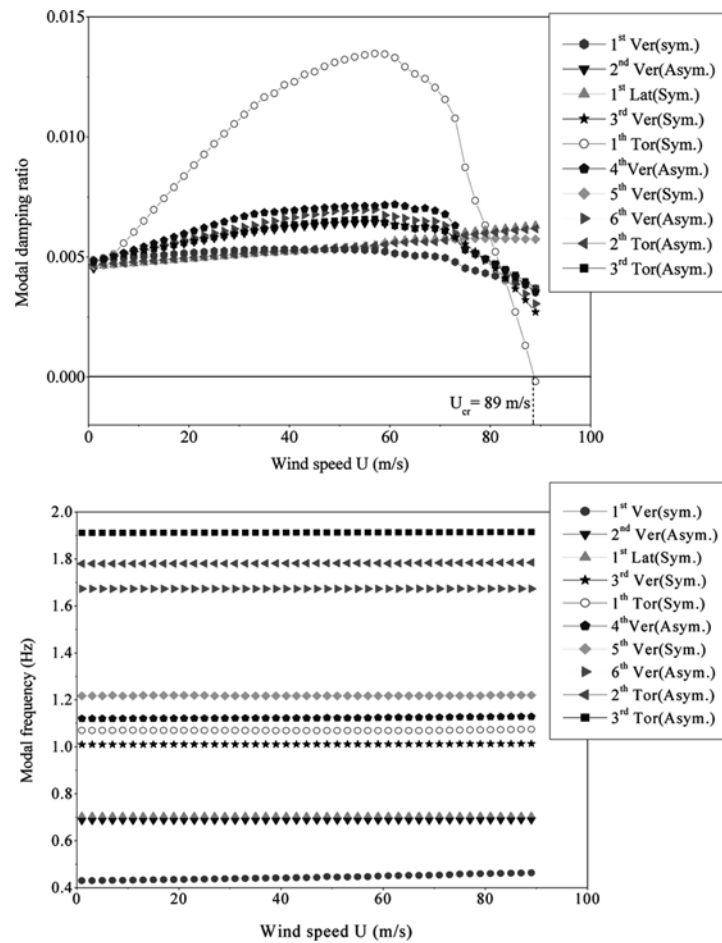 0.015
0.010
0.005
0.000
Modal damping ratio
0
20
40
60
80
100
Wind speed U (m/s)
U_cr = 89 m/s
1st Ver(sym.)
2nd Ver(Asym.)
1st Lat(Sym.)
3rd Ver(Sym.)
1th Tor(Sym.)
4thVer(Asym.)
5th Ver(Sym.)
6th Ver(Asym.)
2th Tor(Asym.)
3rd Tor(Asym.)
2.0
1.8
1.6
1.4
1.2
1.0
0.8
0.6
0.4
Modal frequency (Hz)
0
20
40
60
80
100
Wind speed U (m/s)
1st Ver(sym.)
2nd Ver(Asym.)
1st Lat(Sym.)
3rd Ver(Sym.)
1th Tor(Sym.)
4thVer(Asym.)
5th Ver(Sym.)
6th Ver(Asym.)
2th Tor(Asym.)
3rd Tor(Asym.)